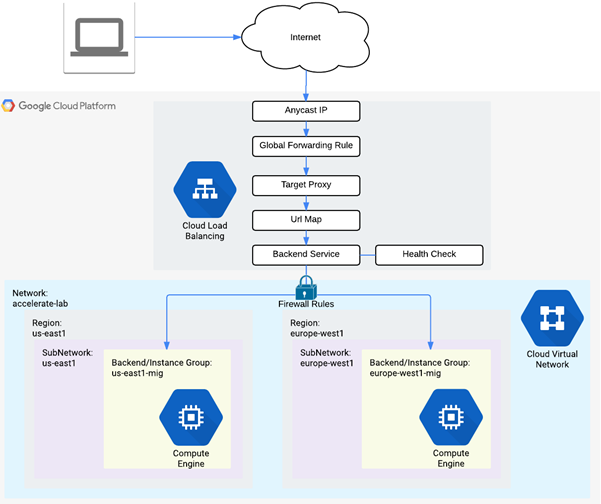 Internet
Google Cloud Platform
Anycast IP
Global Forwarding Rule
Target Proxy
Url Map
Cloud Load
Balancing
Backend Service
Health Check
Network:
accelerate-lab
Firewall Rules
Region:
us-east1
SubNetwork:
us-east1
Backend/Instance Group:
us-east1-mig
Compute
Engine
Region:
europe-west1
SubNetwork:
europe-west1
Backend/Instance Group:
europe-west1-mig
Compute
Engine
Cloud Virtual
Network